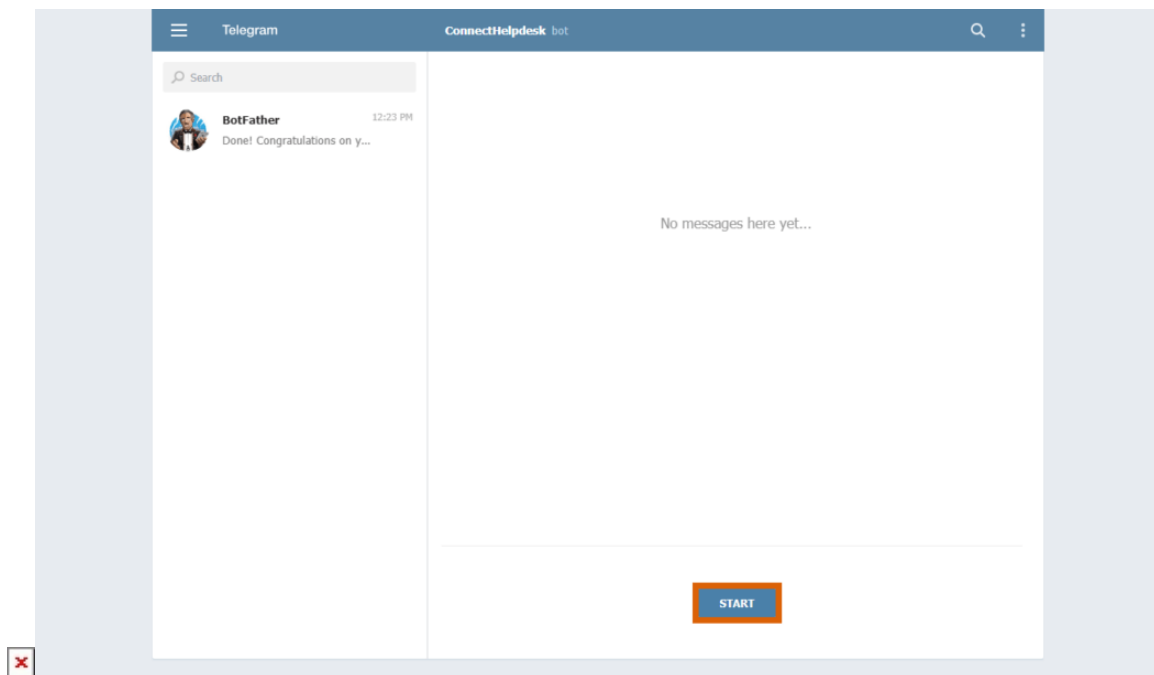 Telegram
ConnectHelpdesk bot
Search
BotFather
12:23 PM
Done! Congratulations on y...
No messages here yet...
START